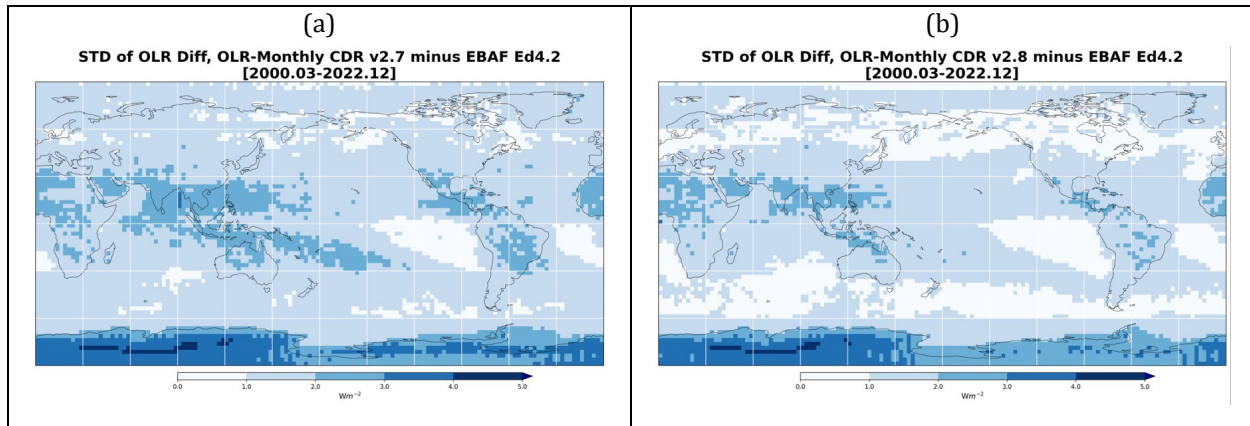 (a)
STD of OLR Diff, OLR-Monthly CDR v2.7 minus EBAF Ed4.2
[2000.03-2022.12]
0.0 1.0 2.0 3.0 4.0 5.0
Wm⁻²
(b)
STD of OLR Diff, OLR-Monthly CDR v2.8 minus EBAF Ed4.2
[2000.03-2022.12]
0.0 1.0 2.0 3.0 4.0 5.0
Wm⁻²